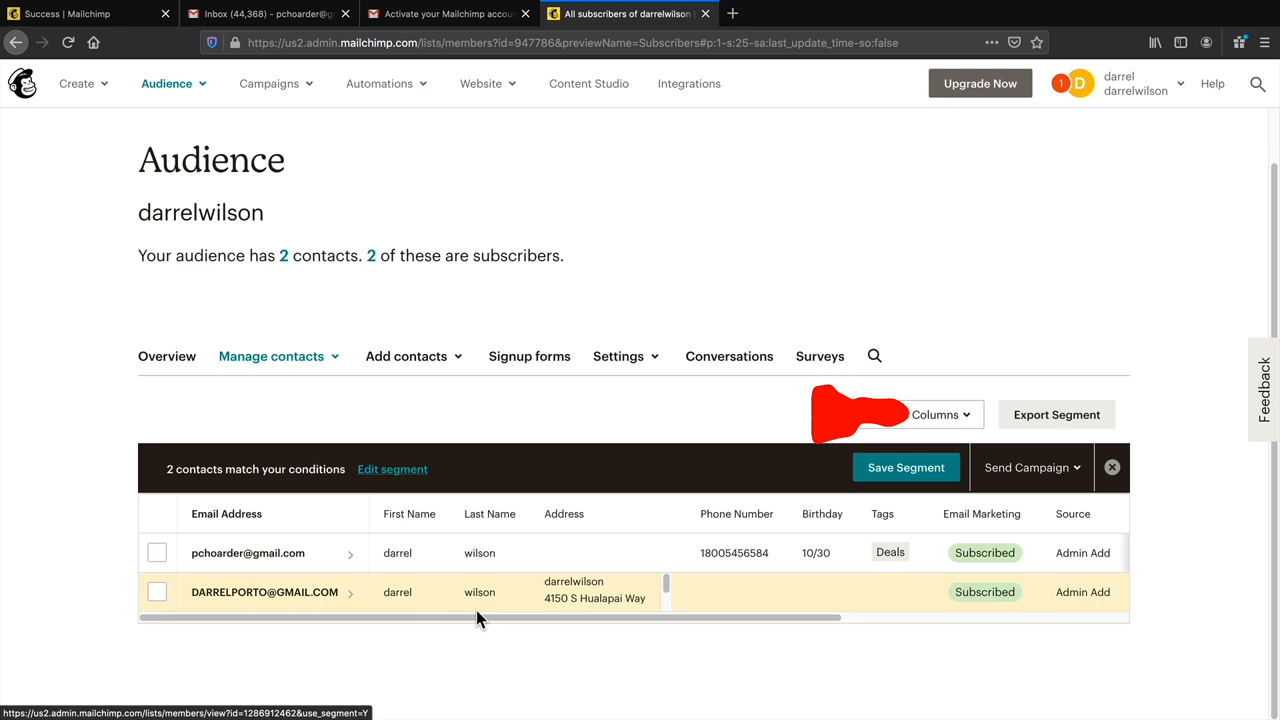 Success | Mailchimp
Inbox (44,368) - pchoarder@g
Activate your Mailchimp accou
All subscribers of darrelwilson
https://us2.admin.mailchimp.com/lists/members?id=947786&previewName=Subscribers#p:1-s:25-sa:last_update_time-so:false
Create
Audience
Campaigns
Automations
Website
Content Studio
Integrations
Upgrade Now
1
D
darrel
darrelwilson
Help
Audience
darrelwilson
Your audience has 2 contacts. 2 of these are subscribers.
Overview
Manage contacts
Add contacts
Signup forms
Settings
Conversations
Surveys
Feedback
Columns
Export Segment
2 contacts match your conditions
Edit segment
Save Segment
Send Campaign
Email Address
First Name
Last Name
Address
Phone Number
Birthday
Tags
Email Marketing
Source
pchoarder@gmail.com
darrel
wilson
18005456584
10/30
Deals
Subscribed
Admin Add
DARRELPORTO@GMAIL.COM
darrel
wilson
darrelwilson
4150 S Hualapai Way
Subscribed
Admin Add
https://us2.admin.mailchimp.com/lists/members/view?id=1286912462&use_segment=Y